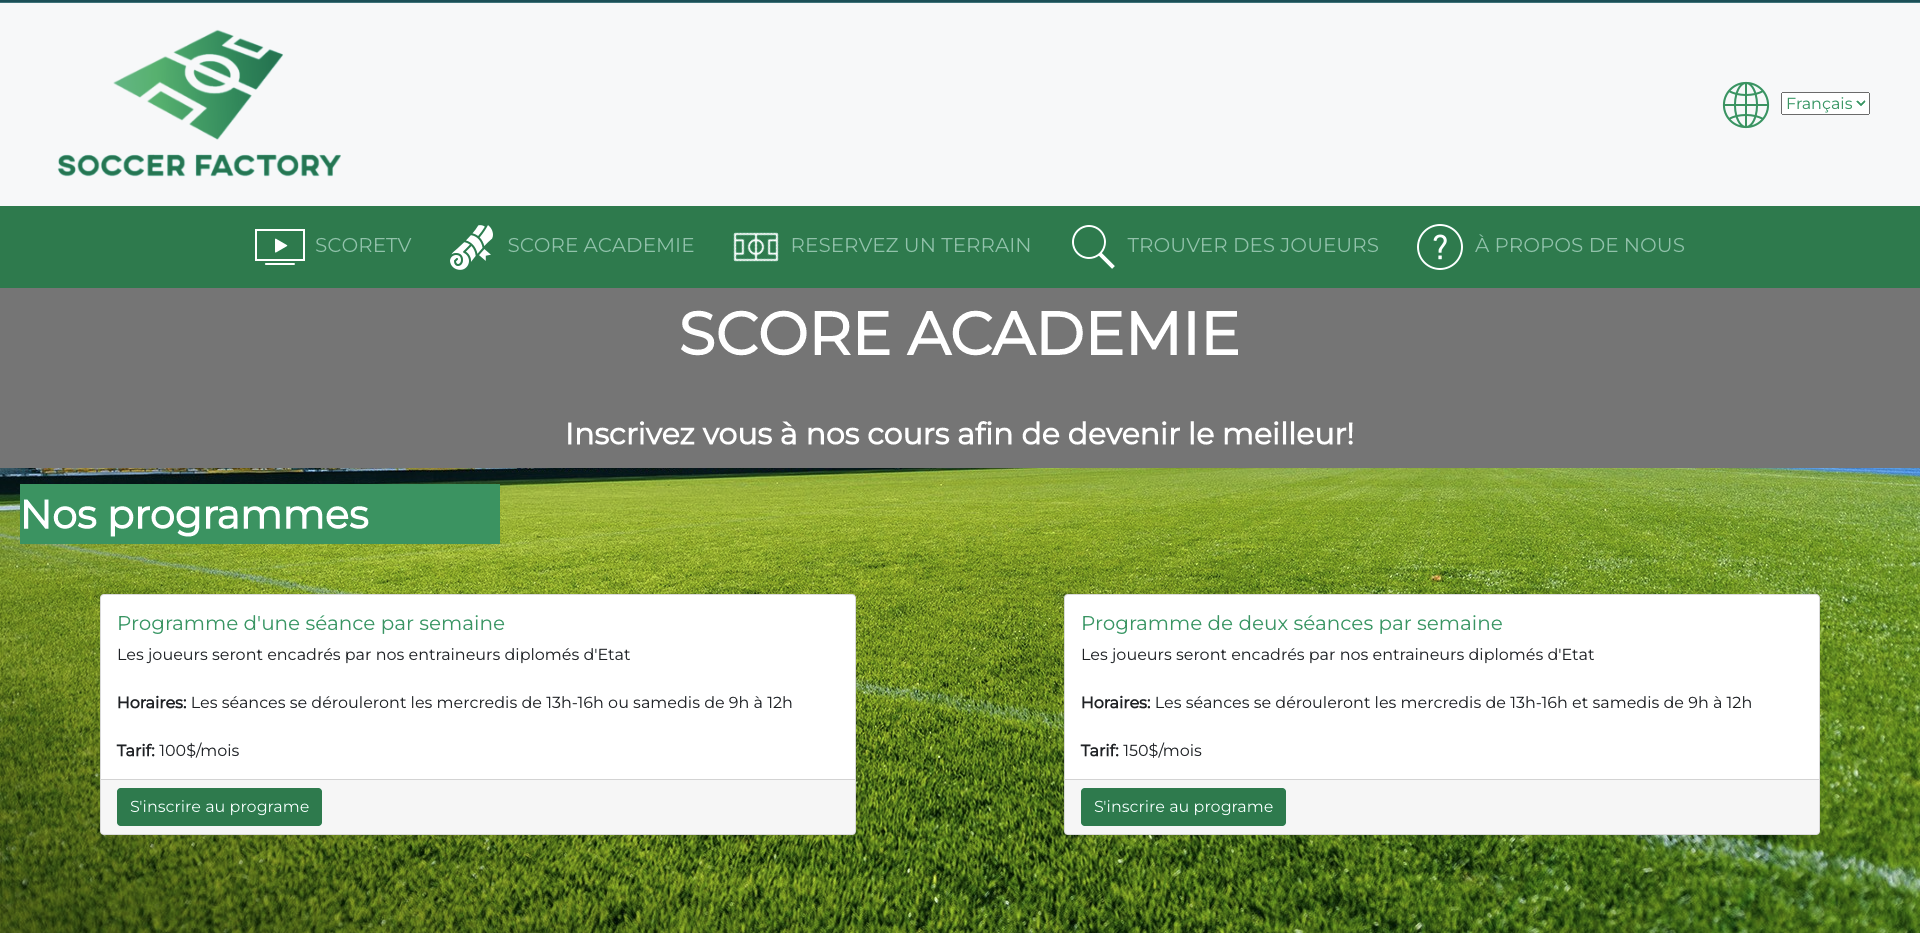 SOCCER FACTORY
Français
SCORETV
SCORE ACADEMIE
RESERVEZ UN TERRAIN
TROUVER DES JOUEURS
À PROPOS DE NOUS
SCORE ACADEMIE
Inscrivez vous à nos cours afin de devenir le meilleur!
Nos programmes
Programme d'une séance par semaine
Les joueurs seront encadrés par nos entraineurs diplomés d'Etat
Horaires: Les séances se dérouleront les mercredis de 13h-16h ou samedis de 9h à 12h
Tarif: 100$/mois
S'inscrire au programe
Programme de deux séances par semaine
Les joueurs seront encadrés par nos entraineurs diplomés d'Etat
Horaires: Les séances se dérouleront les mercredis de 13h-16h et samedis de 9h à 12h
Tarif: 150$/mois
S'inscrire au programe